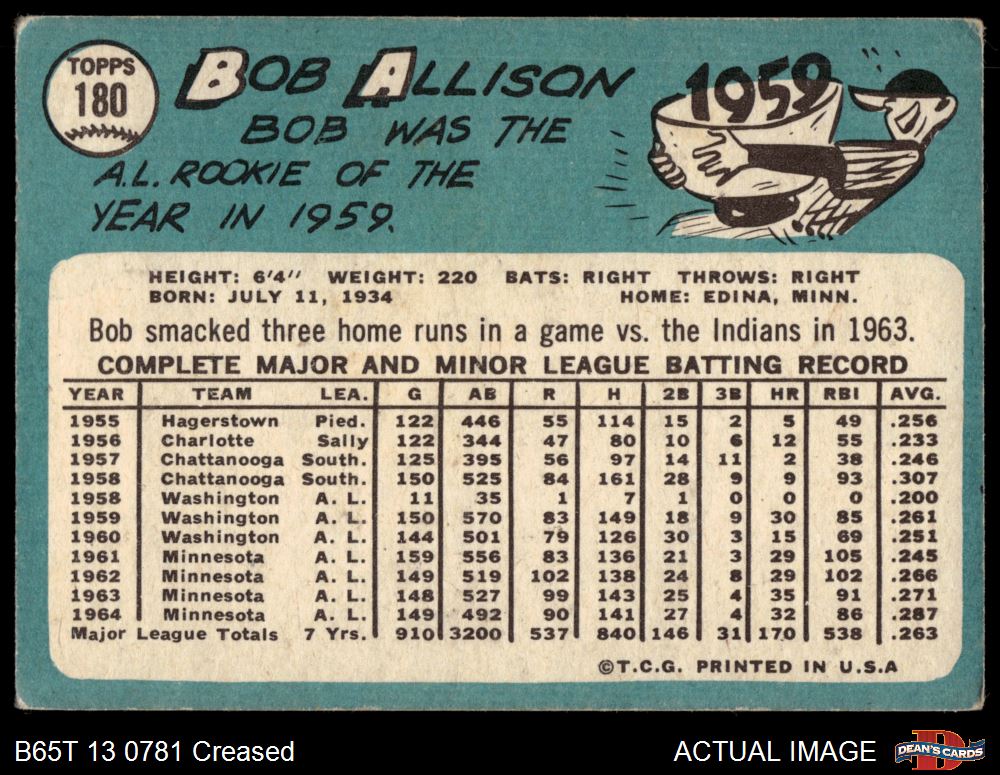 TOPPS
180
BOB ALLISON
1959
BOB WAS THE
A.L. ROOKIE OF THE
YEAR IN 1959.
HEIGHT: 6'4" WEIGHT: 220 BATS: RIGHT THROWS: RIGHT
BORN: JULY 11, 1934 HOME: EDINA, MINN.
Bob smacked three home runs in a game vs. the Indians in 1963.
COMPLETE MAJOR AND MINOR LEAGUE BATTING RECORD
YEAR TEAM LEA. G AB R H 2B 3B HR RBI AVG.
1955 Hagerstown Pied. 122 446 55 114 15 2 5 49 .256
1956 Charlotte Sally 122 344 47 80 10 6 12 55 .233
1957 Chattanooga South. 125 395 56 97 14 11 2 38 .246
1958 Chattanooga South. 150 525 84 161 28 9 9 93 .307
1958 Washington A. L. 11 35 1 7 1 0 0 0 .200
1959 Washington A. L. 150 570 83 149 18 9 30 85 .261
1960 Washington A. L. 144 501 79 126 30 3 15 69 .251
1961 Minnesota A. L. 159 556 83 136 21 3 29 105 .245
1962 Minnesota A. L. 149 519 102 138 24 8 29 102 .266
1963 Minnesota A. L. 148 527 99 143 25 4 35 91 .271
1964 Minnesota A. L. 149 492 90 141 27 4 32 86 .287
Major League Totals 7 Yrs. 910 3200 537 840 146 31 170 538 .263
©T.C.G. PRINTED IN U.S.A
B65T 13 0781 Creased
ACTUAL IMAGE
D
DEAN'S CARDS